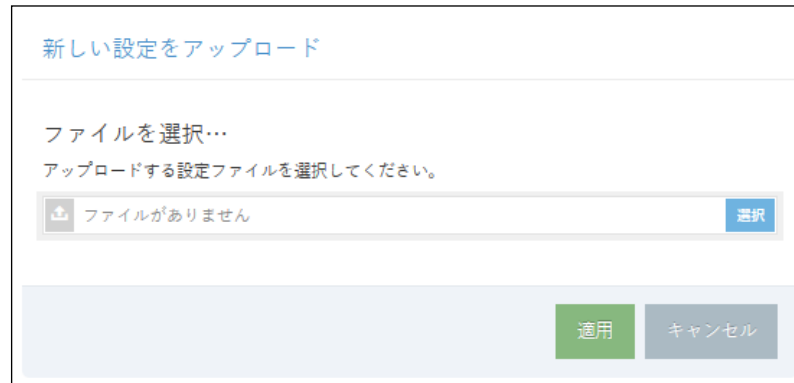 新しい設定をアップロード
ファイルを選択…
アップロードする設定ファイルを選択してください。
ファイルがありません
選択
適用
キャンセル